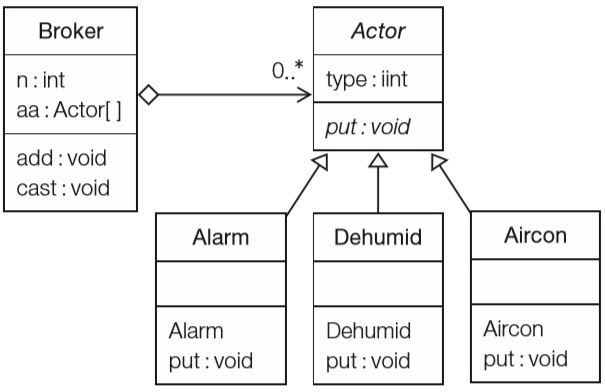 Broker
n : int
aa : Actor[ ]
add : void
cast : void
0..*
Actor
type : iint
put : void
Alarm
Alarm
put : void
Dehumid
Dehumid
put : void
Aircon
Aircon
put : void